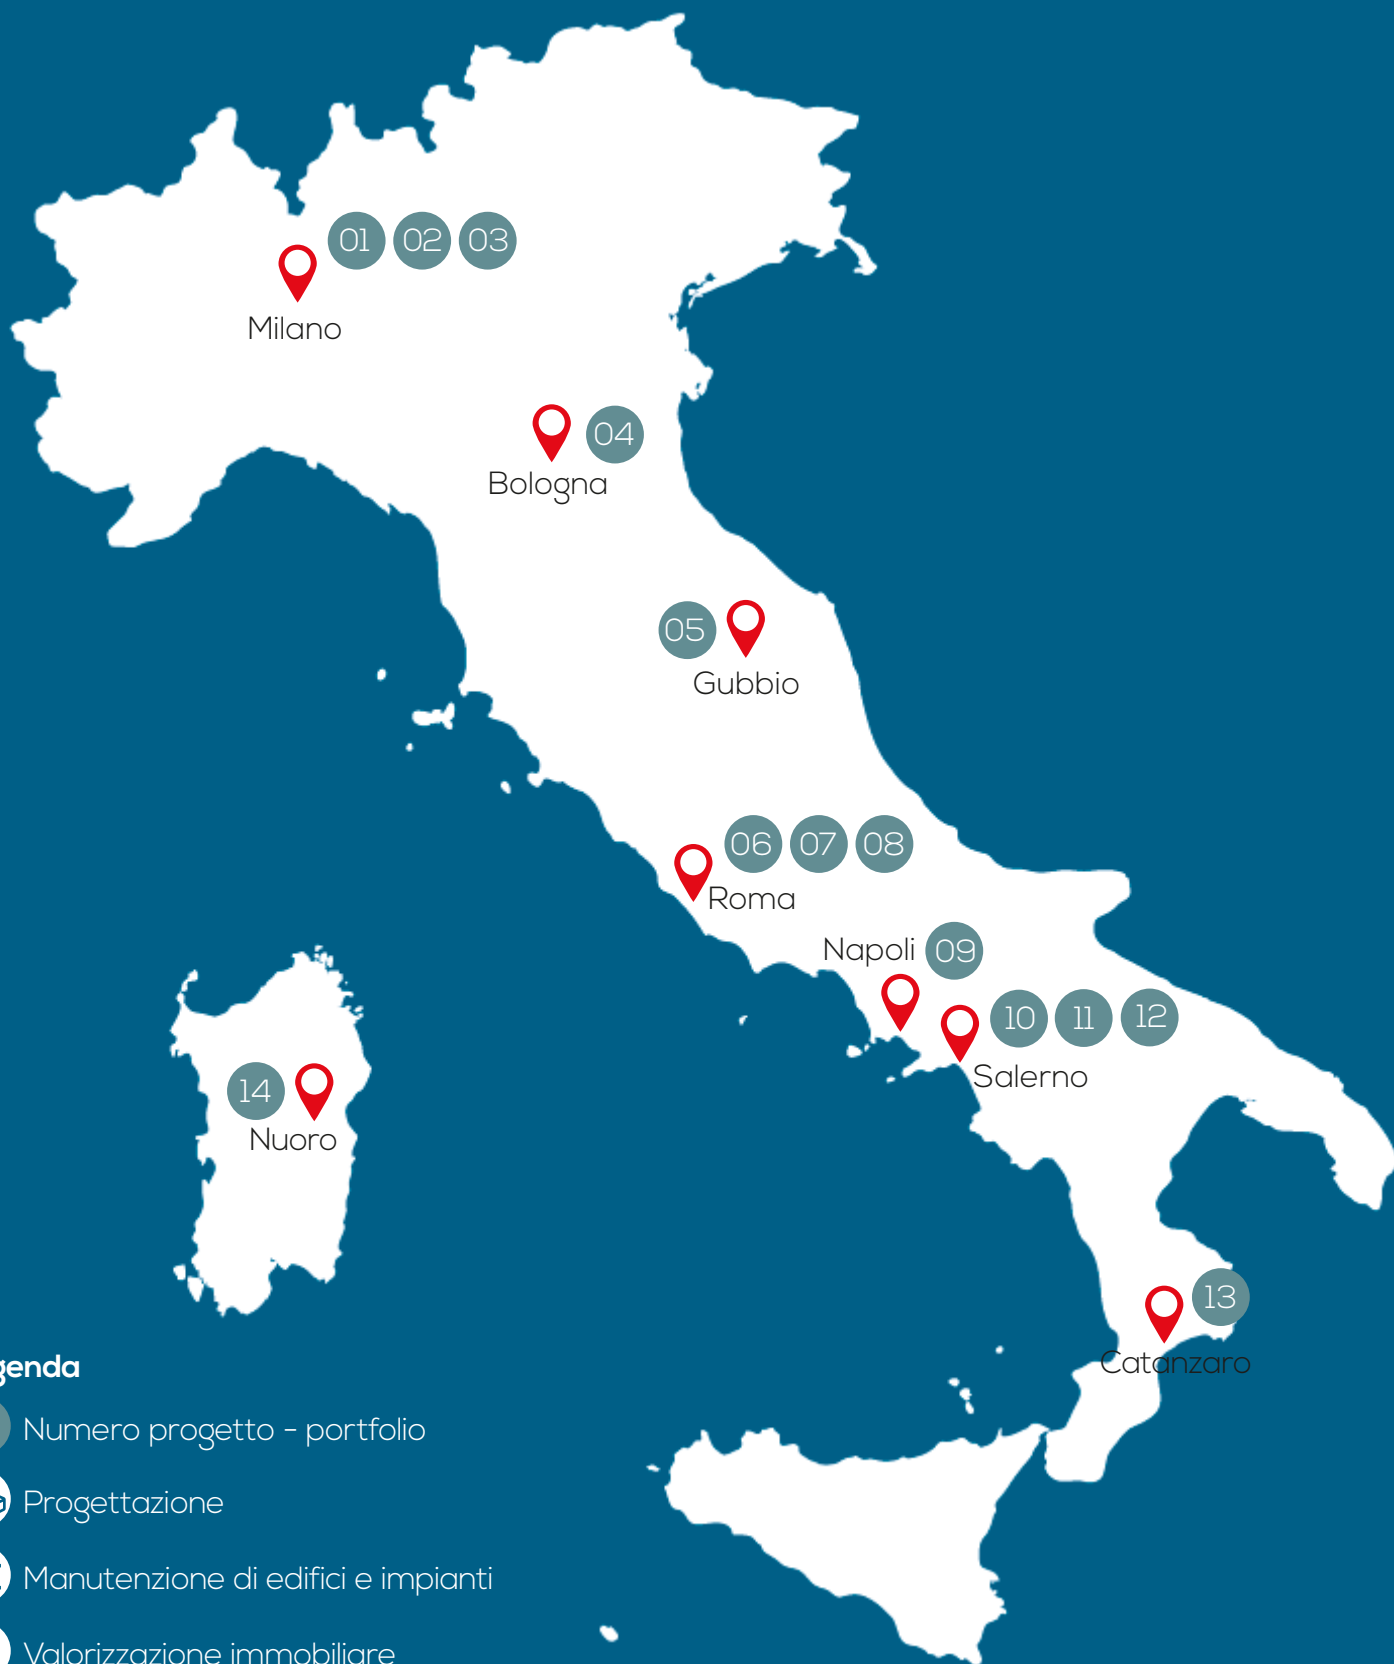 01 02 03
Milano
04
Bologna
05
Gubbio
06 07 08
Roma
Napoli 09
10 11 12
Salerno
14
Nuoro
13
Catanzaro
genda
Numero progetto - portfolio
Progettazione
Manutenzione di edifici e impianti
Valorizzazione immobiliare